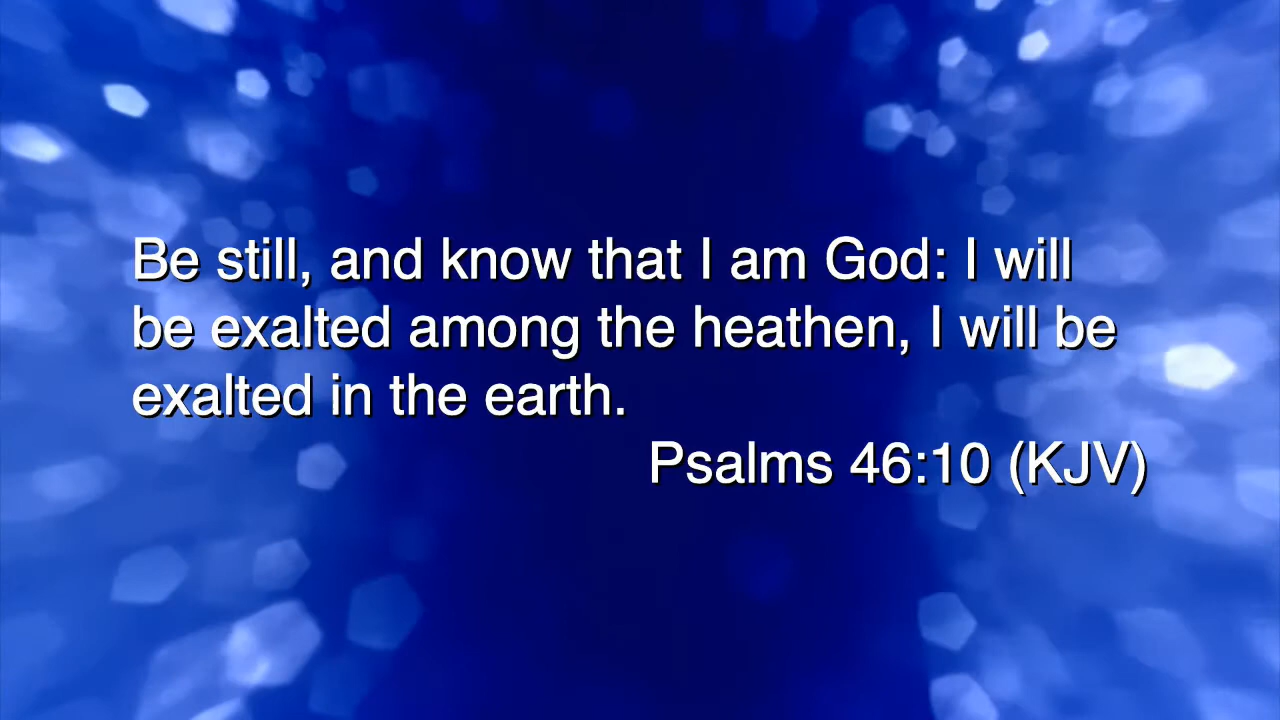 Be still, and know that I am God: I will
be exalted among the heathen, I will be
exalted in the earth.
Psalms 46:10 (KJV)